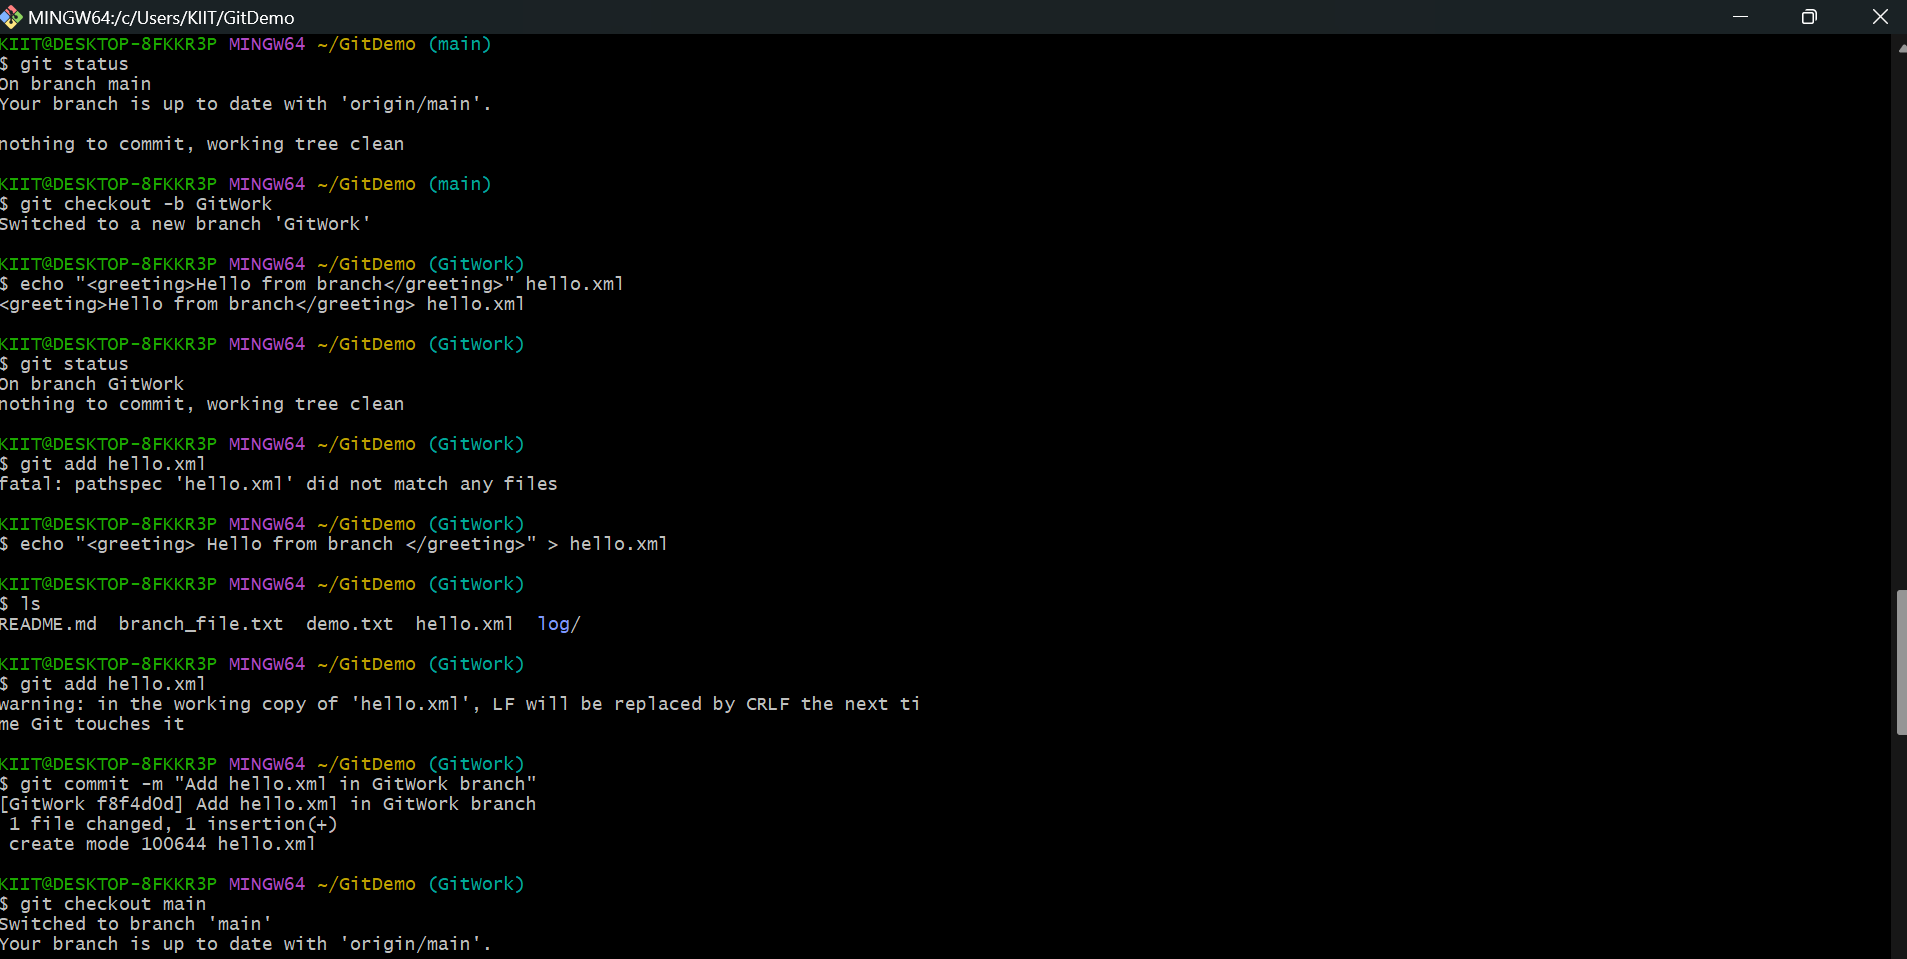 MINGW64:/c/Users/KIIT/GitDemo
KIIT@DESKTOP-8FKKR3P MINGW64 ~/GitDemo (main)
$ git status
On branch main
Your branch is up to date with 'origin/main'.
nothing to commit, working tree clean
KIIT@DESKTOP-8FKKR3P MINGW64 ~/GitDemo (main)
$ git checkout -b GitWork
Switched to a new branch 'GitWork'
KIIT@DESKTOP-8FKKR3P MINGW64 ~/GitDemo (GitWork)
$ echo "<greeting>Hello from branch</greeting>" hello.xml
<greeting>Hello from branch</greeting> hello.xml
KIIT@DESKTOP-8FKKR3P MINGW64 ~/GitDemo (GitWork)
$ git status
On branch GitWork
nothing to commit, working tree clean
KIIT@DESKTOP-8FKKR3P MINGW64 ~/GitDemo (GitWork)
$ git add hello.xml
fatal: pathspec 'hello.xml' did not match any files
KIIT@DESKTOP-8FKKR3P MINGW64 ~/GitDemo (GitWork)
$ echo "<greeting> Hello from branch </greeting>" > hello.xml
KIIT@DESKTOP-8FKKR3P MINGW64 ~/GitDemo (GitWork)
$ ls
README.md  branch_file.txt  demo.txt  hello.xml  log/
KIIT@DESKTOP-8FKKR3P MINGW64 ~/GitDemo (GitWork)
$ git add hello.xml
warning: in the working copy of 'hello.xml', LF will be replaced by CRLF the next ti
me Git touches it
KIIT@DESKTOP-8FKKR3P MINGW64 ~/GitDemo (GitWork)
$ git commit -m "Add hello.xml in GitWork branch"
[GitWork f8f4d0d] Add hello.xml in GitWork branch
 1 file changed, 1 insertion(+)
 create mode 100644 hello.xml
KIIT@DESKTOP-8FKKR3P MINGW64 ~/GitDemo (GitWork)
$ git checkout main
Switched to branch 'main'
Your branch is up to date with 'origin/main'.